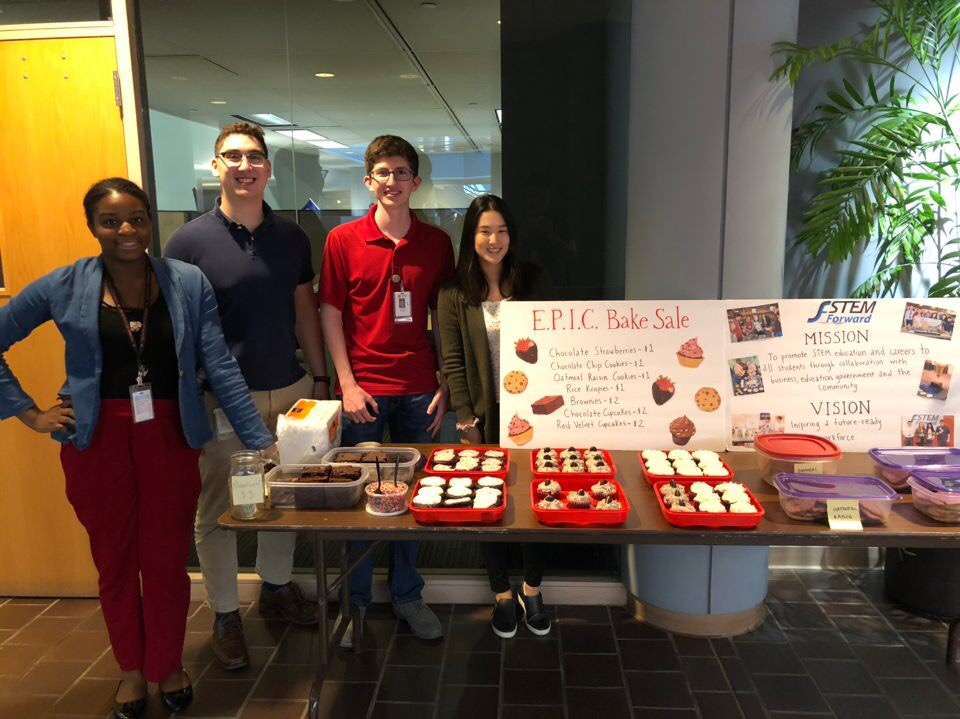 E.P.I.C. Bake Sale
Chocolate Strawberries - $1
Chocolate Chip Cookies - $1
Oatmeal Raisin Cookies - $1
Rice Krispies - $1
Brownies - $2
Chocolate Cupcakes - $2
Red Velvet Cupcakes - $2
STEM
Forward
MISSION
To promote STEM education and careers to
all students through collaboration with
business, education government and the
Community
VISION
Inspiring a future-ready
workforce
STEM
OATMEAL
OATMEAL
RAISIN